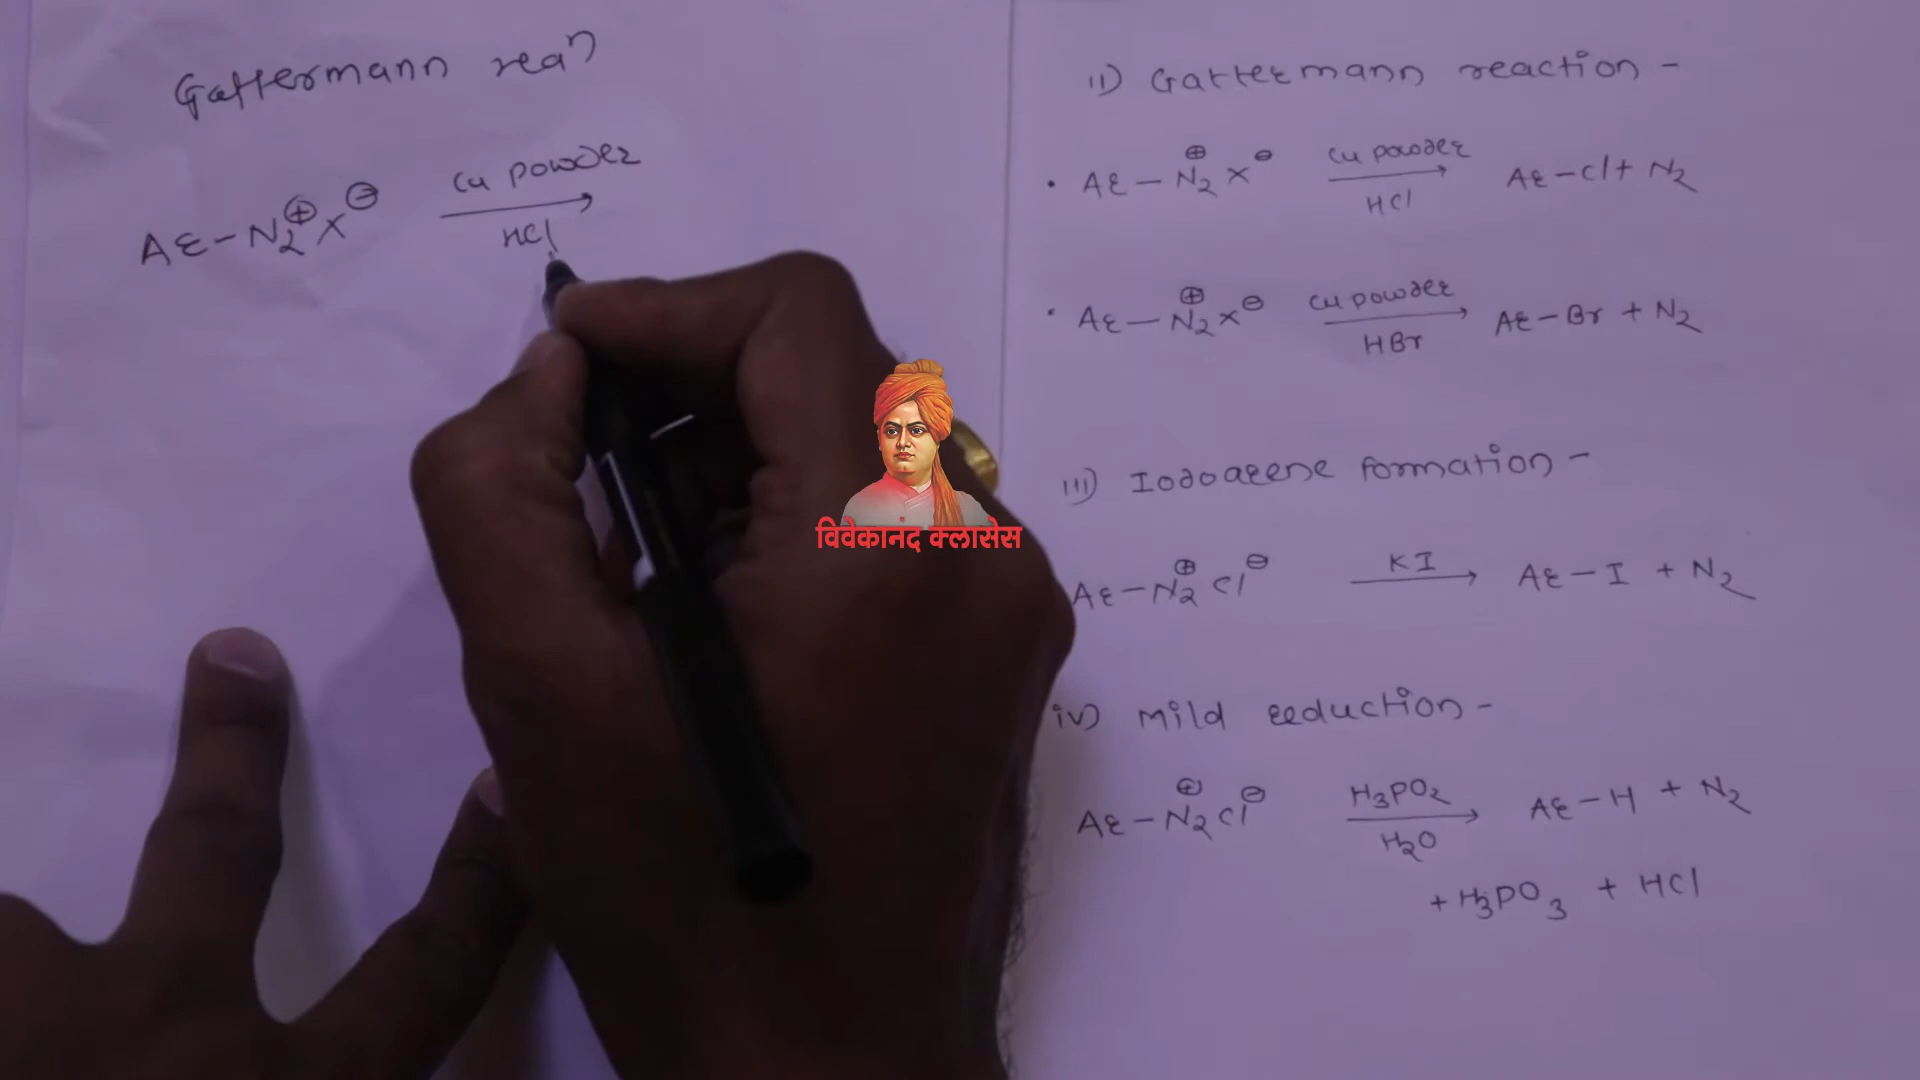 Gattermann reaⁿ
Ar-N₂⊕X⊖ Cu powder
HCl
ii) Gattermann reaction -
• Ar-N₂⊕X⊖ Cu powder Ar-Cl + N₂
HCl
• Ar-N₂⊕X⊖ Cu powder Ar-Br + N₂
HBr
iii) Iodoarene formation -
Ar-N₂⊕Cl⊖ KI Ar-I + N₂
iv) Mild reduction -
Ar-N₂⊕Cl⊖ H₃PO₂ Ar-H + N₂
H₂O
+ H₃PO₃ + HCl
विवेकानंद क्लासेस